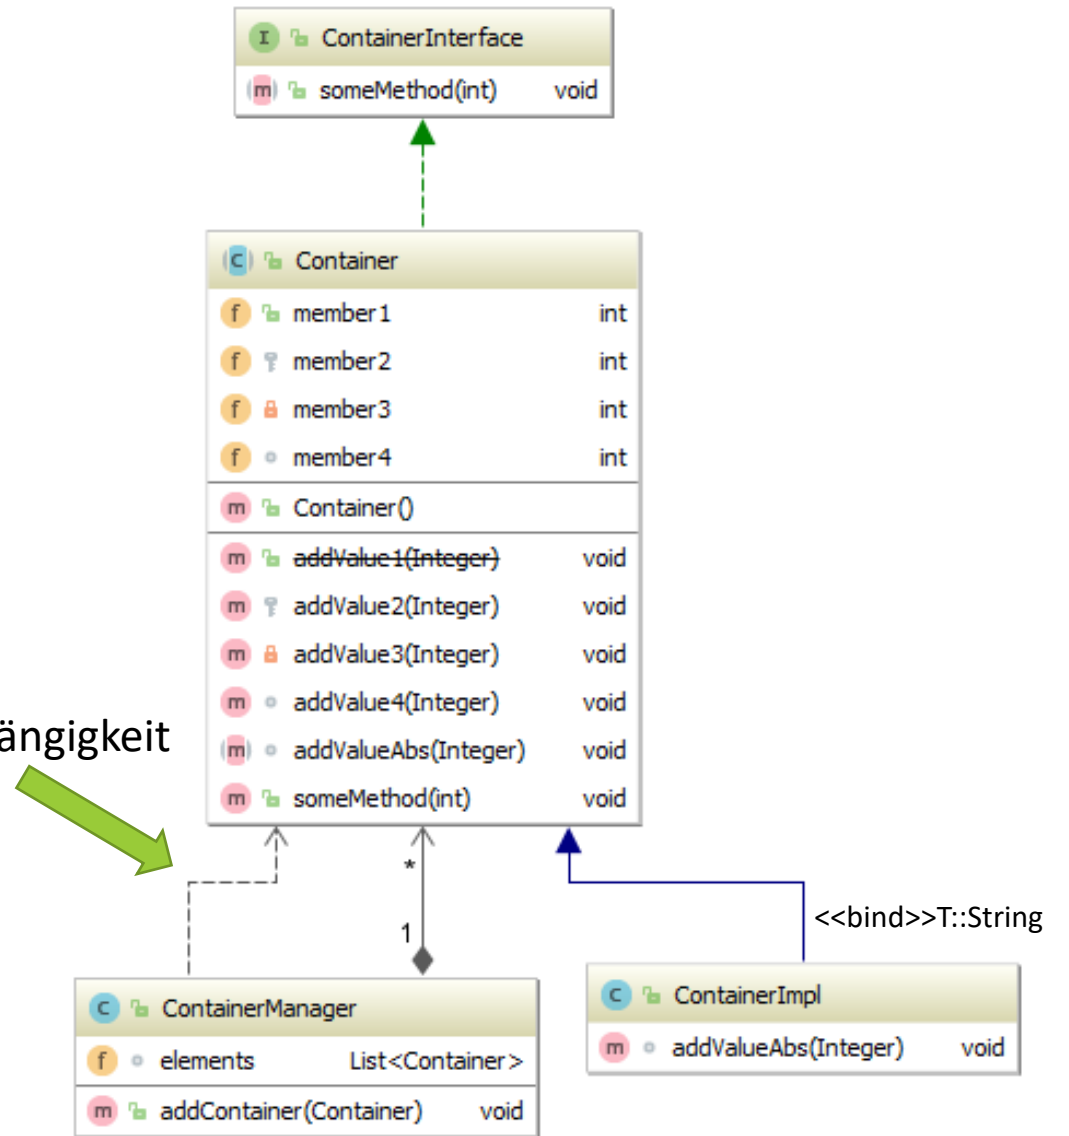 I ContainerInterface
m someMethod(int) void
C Container
f member1 int
f member2 int
f member3 int
f member4 int
m Container()
m addValue1(Integer) void
m addValue2(Integer) void
m addValue3(Integer) void
m addValue4(Integer) void
m addValueAbs(Integer) void
m someMethod(int) void
ängigkeit
*
1
<<bind>>T::String
C ContainerManager
f elements List<Container>
m addContainer(Container) void
C ContainerImpl
m addValueAbs(Integer) void